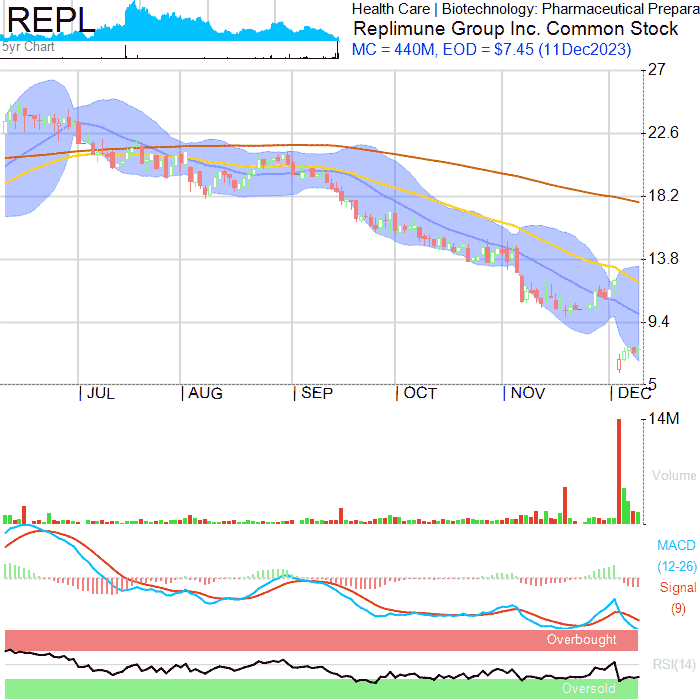 REPL
5yr Chart
Health Care | Biotechnology: Pharmaceutical Prepara
Replimune Group Inc. Common Stock
MC = 440M, EOD = $7.45 (11Dec2023)
27
22.6
18.2
13.8
9.4
5
JUL
AUG
SEP
OCT
NOV
DEC
14M
Volume
MACD
(12-26)
Signal
(9)
Overbought
RSI(14)
Oversold